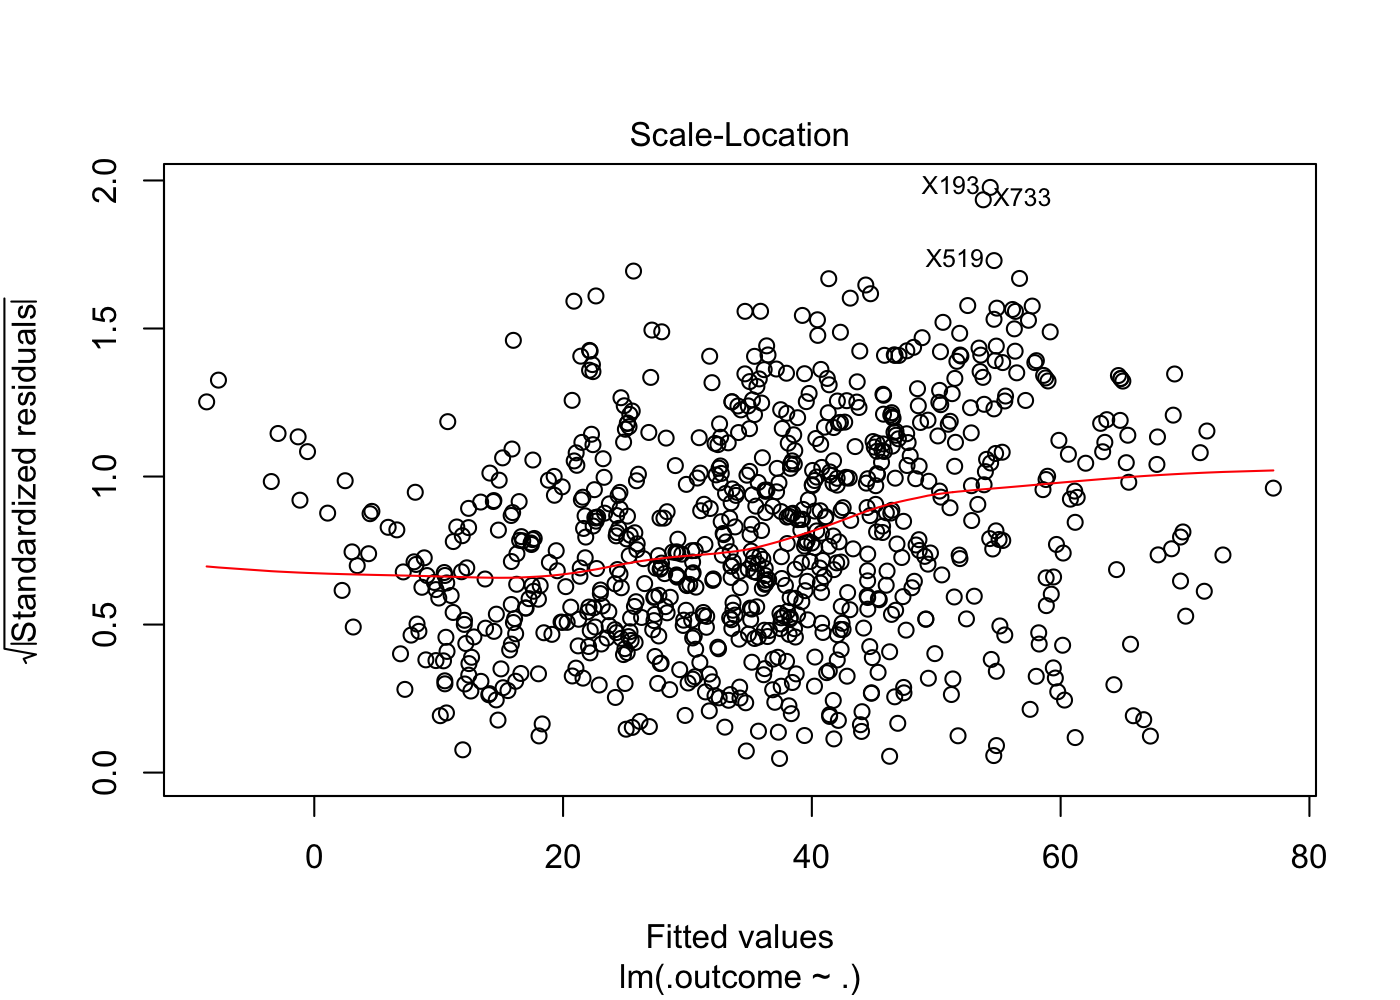 Scale-Location
√|Standardized residuals|
2.0
1.5
1.0
0.5
0.0
X193
X733
X519
0 20 40 60 80
Fitted values
lm(.outcome ~ .)